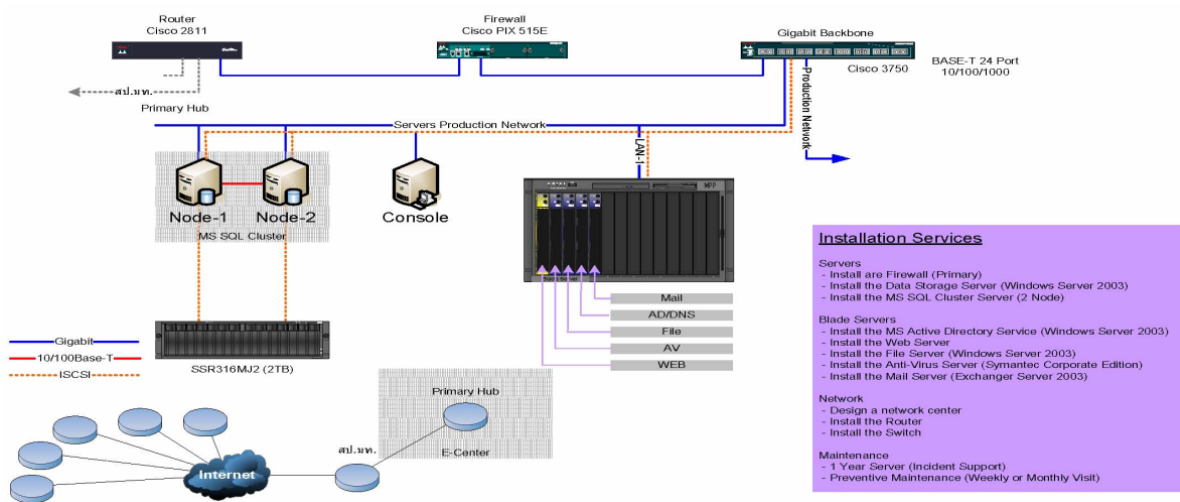 Router
Cisco 2811
Firewall
Cisco PIX 515E
Gigabit Backbone
Cisco 3750
BASE-T 24 Port
10/100/1000
สป.มท.
Primary Hub
Servers Production Network
Production Network
LAN-1
Node-1
Node-2
MS SQL Cluster
Console
MFP
Mail
AD/DNS
File
AV
WEB
Gigabit
10/100Base-T
ISCSI
SSR316MJ2 (2TB)
Primary Hub
สป.มท.
E-Center
Internet
Installation Services
Servers
- Install are Firewall (Primary)
- Install the Data Storage Server (Windows Server 2003)
- Install the MS SQL Cluster Server (2 Node)
Blade Servers
- Install the MS Active Directory Service (Windows Server 2003)
- Install the Web Server
- Install the File Server (Windows Server 2003)
- Install the Anti-Virus Server (Symantec Corporate Edition)
- Install the Mail Server (Exchanger Server 2003)
Network
- Design a network center
- Install the Router
- Install the Switch
Maintenance
- 1 Year Server (Incident Support)
- Preventive Maintenance (Weekly or Monthly Visit)